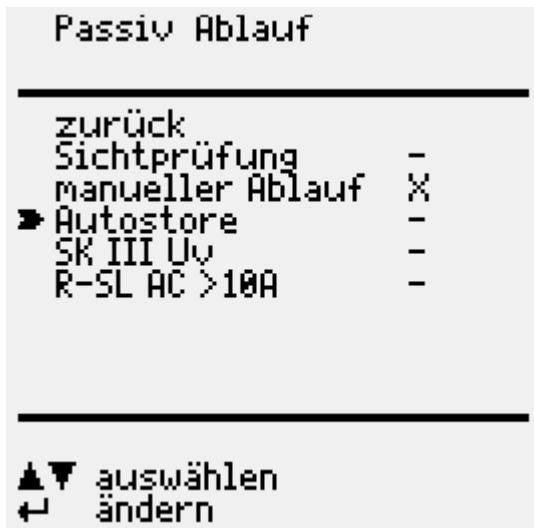 Passiv Ablauf
zurück
Sichtprüfung -
manueller Ablauf X
Autostore -
SK III Uv -
R-SL AC >10A -
▲▼ auswählen
↵ ändern